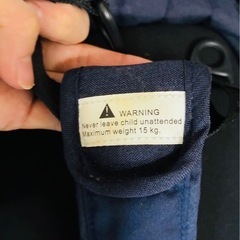 WARNING
Never leave child unattended
Maximum weight 15 kg.